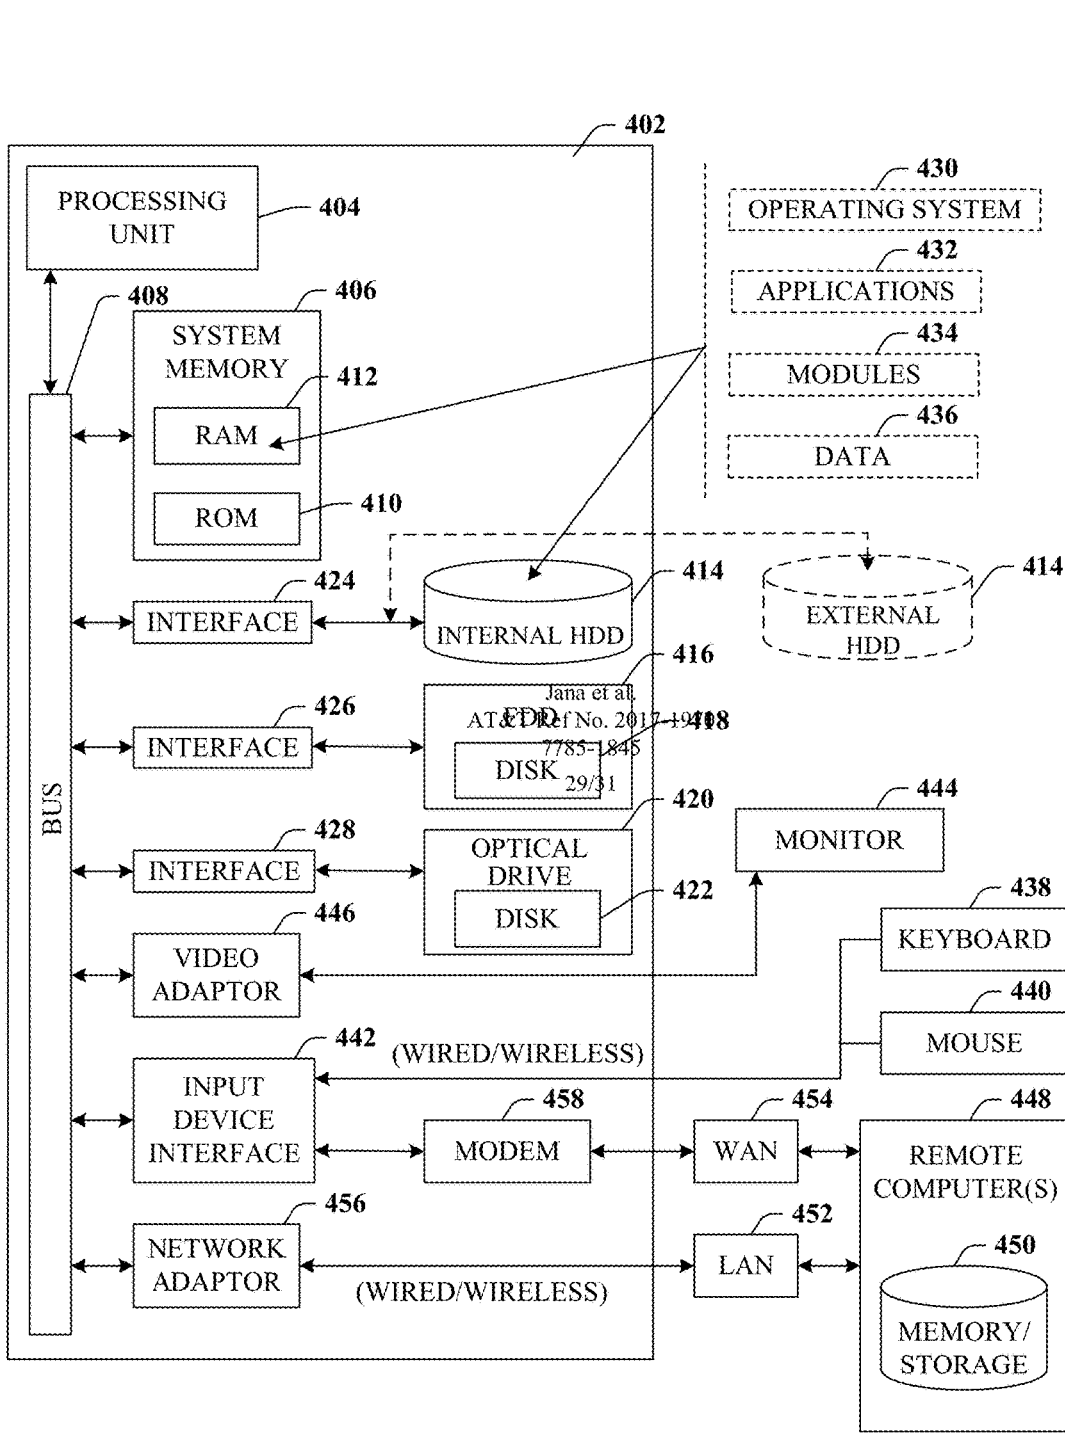 402
PROCESSING
UNIT
404
430
OPERATING SYSTEM
432
APPLICATIONS
434
MODULES
436
DATA
408
406
SYSTEM
MEMORY
412
RAM
410
ROM
424
INTERFACE
414
INTERNAL HDD
414
EXTERNAL
HDD
BUS
426
INTERFACE
416
FDD
Jana et al.
AT&T Ref No. 2017-
418
7785-1845
DISK
29/31
428
INTERFACE
420
OPTICAL
DRIVE
422
DISK
444
MONITOR
446
VIDEO
ADAPTOR
438
KEYBOARD
440
MOUSE
442
INPUT
DEVICE
INTERFACE
(WIRED/WIRELESS)
458
MODEM
454
WAN
448
REMOTE
COMPUTER(S)
456
NETWORK
ADAPTOR
(WIRED/WIRELESS)
452
LAN
450
MEMORY/
STORAGE